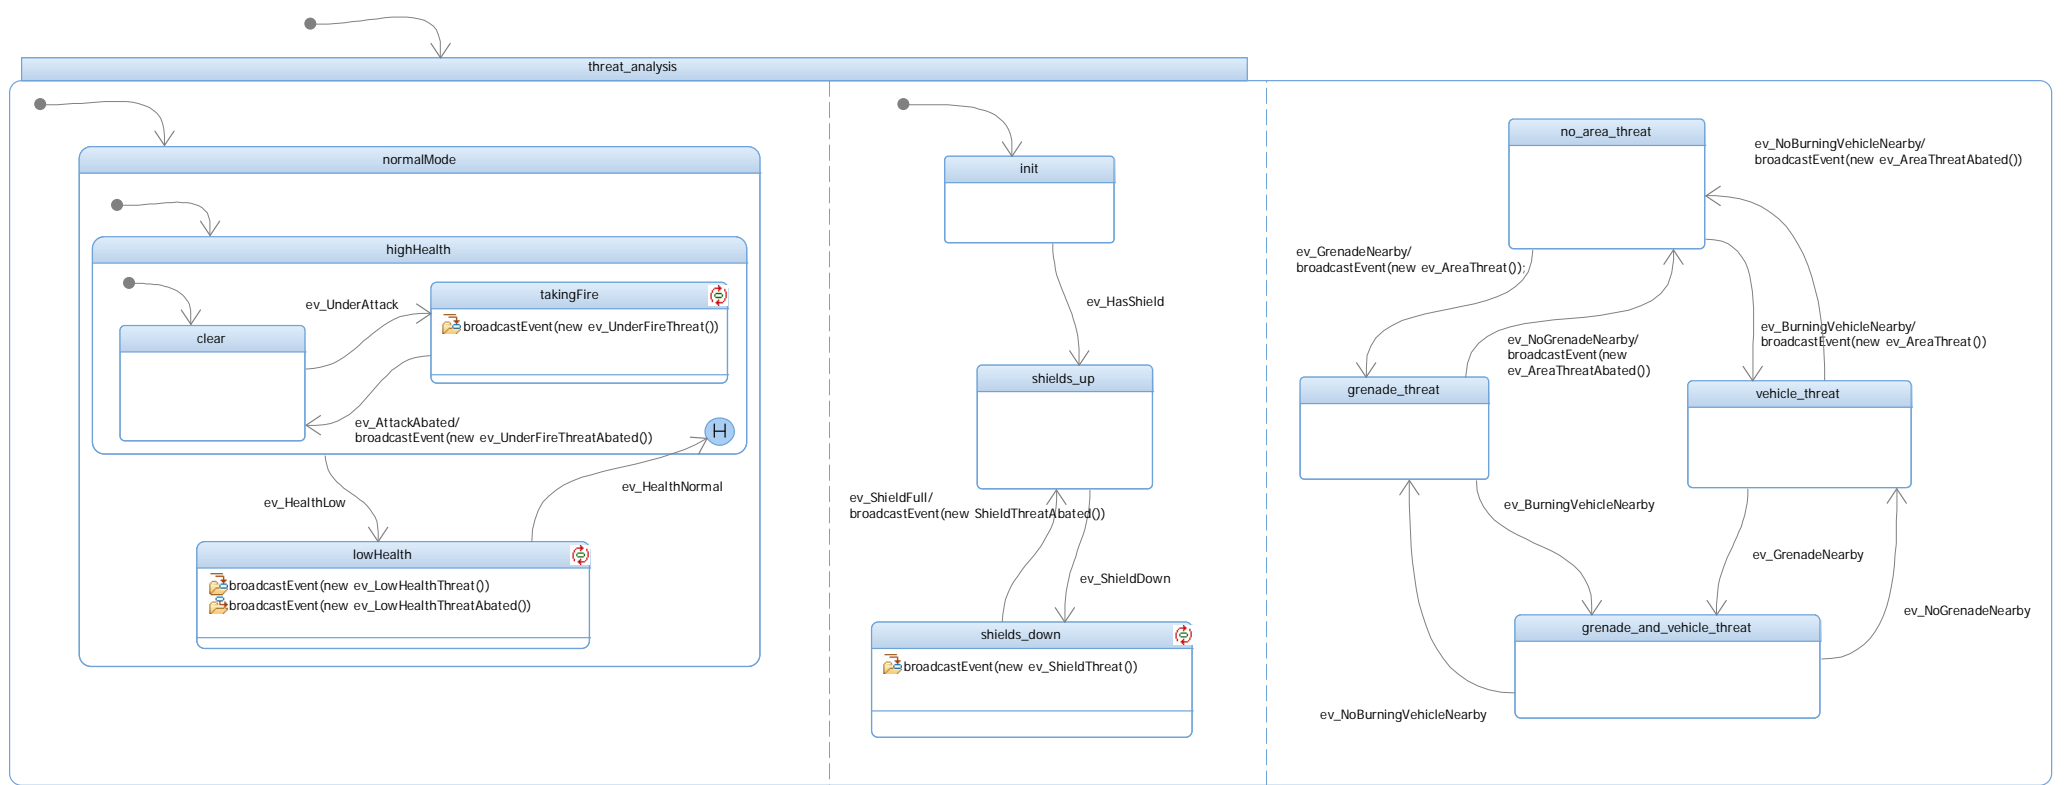 threat_analysis
normalMode
highHealth
clear
ev_UnderAttack
takingFire
broadcastEvent(new ev_UnderFireThreat())
ev_AttackAbated/
broadcastEvent(new ev_UnderFireThreatAbated())
H
ev_HealthLow
ev_HealthNormal
lowHealth
broadcastEvent(new ev_LowHealthThreat())
broadcastEvent(new ev_LowHealthThreatAbated())
init
ev_HasShield
shields_up
ev_ShieldFull/
broadcastEvent(new ShieldThreatAbated())
ev_ShieldDown
shields_down
broadcastEvent(new ev_ShieldThreat())
no_area_threat
ev_NoBurningVehicleNearby/
broadcastEvent(new ev_AreaThreatAbated())
ev_GrenadeNearby/
broadcastEvent(new ev_AreaThreat());
ev_NoGrenadeNearby/
broadcastEvent(new
ev_AreaThreatAbated())
ev_BurningVehicleNearby/
broadcastEvent(new ev_AreaThreat())
grenade_threat
vehicle_threat
ev_BurningVehicleNearby
ev_GrenadeNearby
ev_NoGrenadeNearby
grenade_and_vehicle_threat
ev_NoBurningVehicleNearby